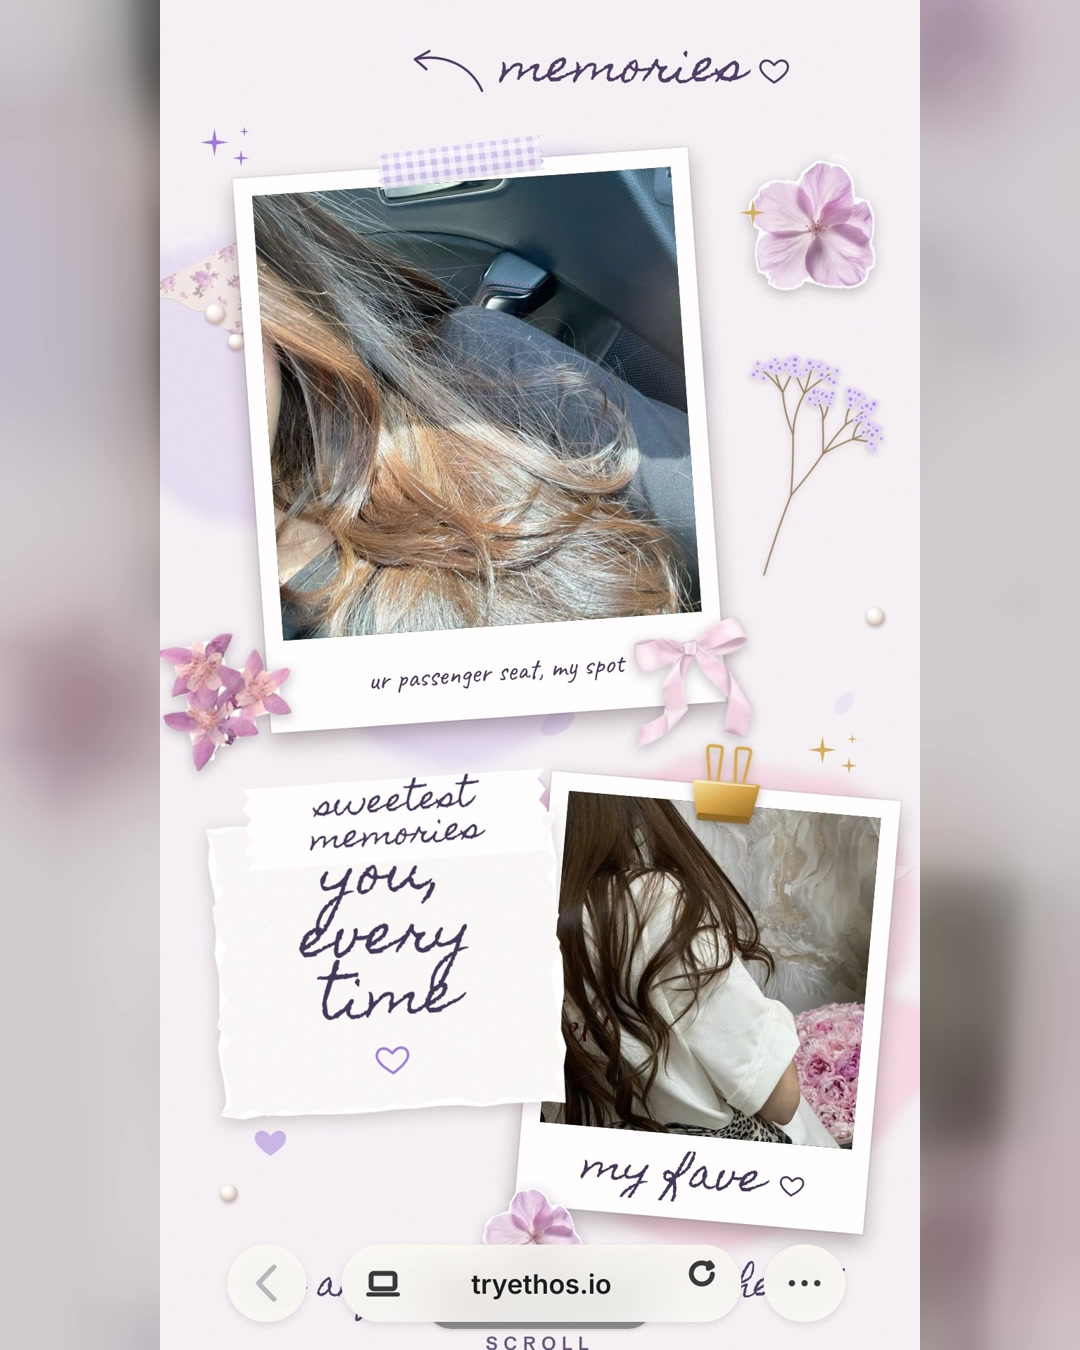 memories
ur passenger seat, my spot
sweetest
memories
you,
every
time
my fave
tryethos.io
SCROLL